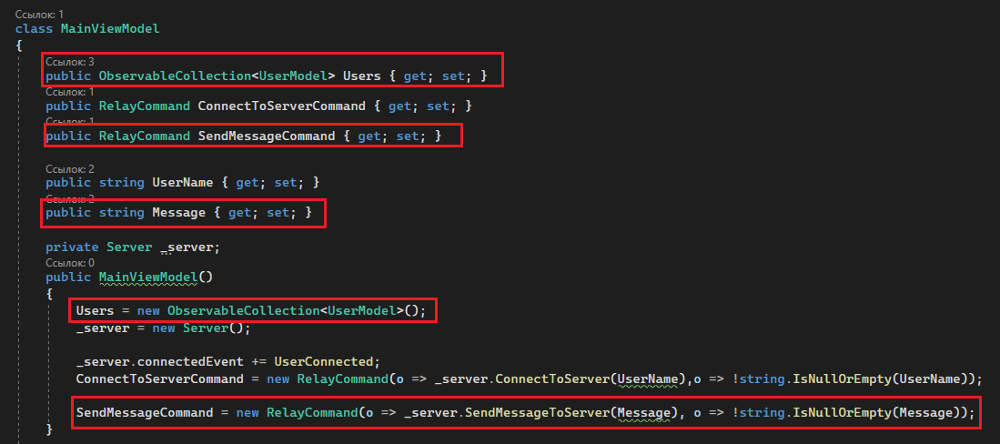 Ссылок: 1
class MainViewModel
{
Ссылок: 3
public ObservableCollection<UserModel> Users { get; set; }
Ссылок: 1
public RelayCommand ConnectToServerCommand { get; set; }
Ссылок: 1
public RelayCommand SendMessageCommand { get; set; }
Ссылок: 2
public string UserName { get; set; }
Ссылок: 2
public string Message { get; set; }
private Server _server;
Ссылок: 0
public MainViewModel()
{
Users = new ObservableCollection<UserModel>();
_server = new Server();
_server.connectedEvent += UserConnected;
ConnectToServerCommand = new RelayCommand(o => _server.ConnectToServer(UserName),o => !string.IsNullOrEmpty(UserName));
SendMessageCommand = new RelayCommand(o => _server.SendMessageToServer(Message), o => !string.IsNullOrEmpty(Message));
}